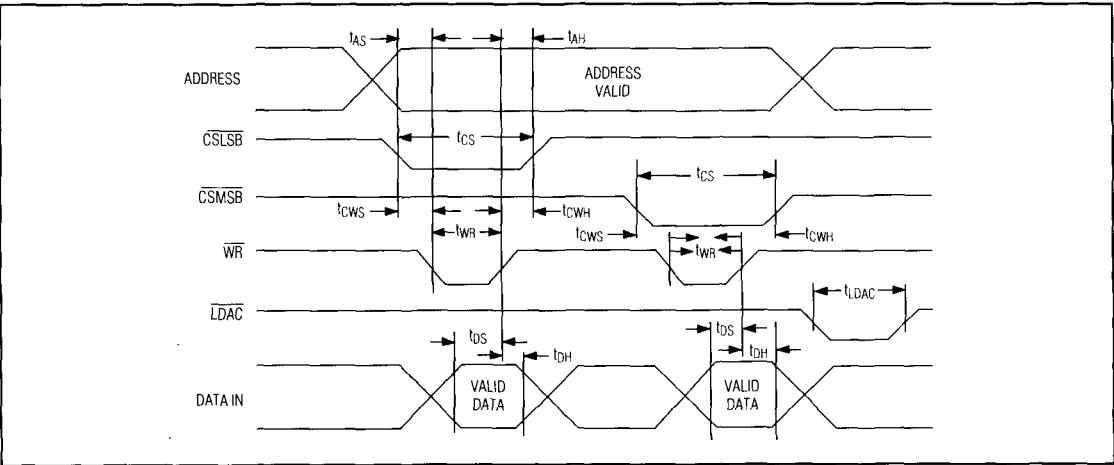 tAS
tAH
ADDRESS
ADDRESS
VALID
CSLSB
tCS
tCS
CSMSB
tCWS
tCWH
tWR
tCWS
tCWH
tWR
WR
tLDAC
LDAC
tDS
tDH
tDS
tDH
DATA IN
VALID
DATA
VALID
DATA